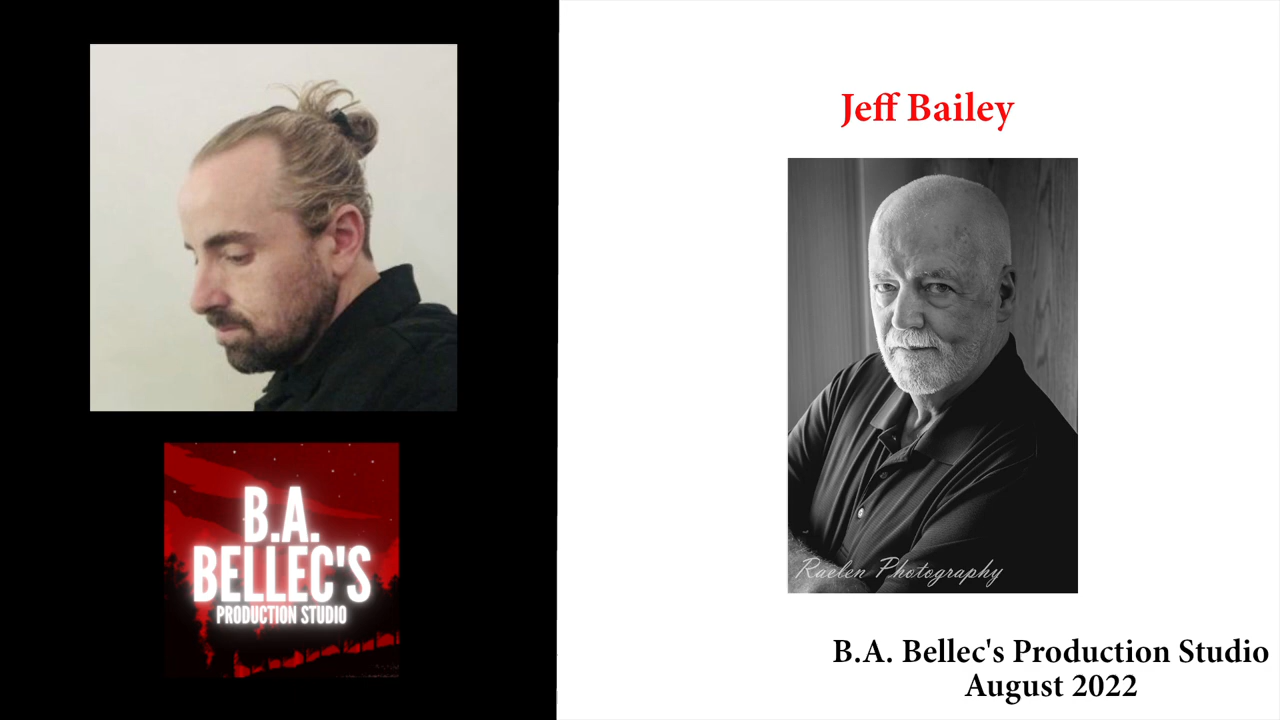 B.A.
BELLEC'S
PRODUCTION STUDIO
Jeff Bailey
Raelen Photography
B.A. Bellec's Production Studio
August 2022